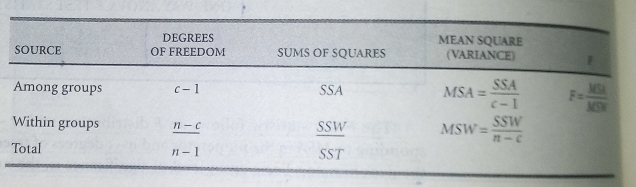 SOURCE DEGREES OF FREEDOM SUMS OF SQUARES MEAN SQUARE (VARIANCE) F
Among groups c – 1 SSA MSA = SSA / c – 1 F = MSA / MSW
Within groups n – c SSW MSW = SSW / n – c
Total n – 1 SST